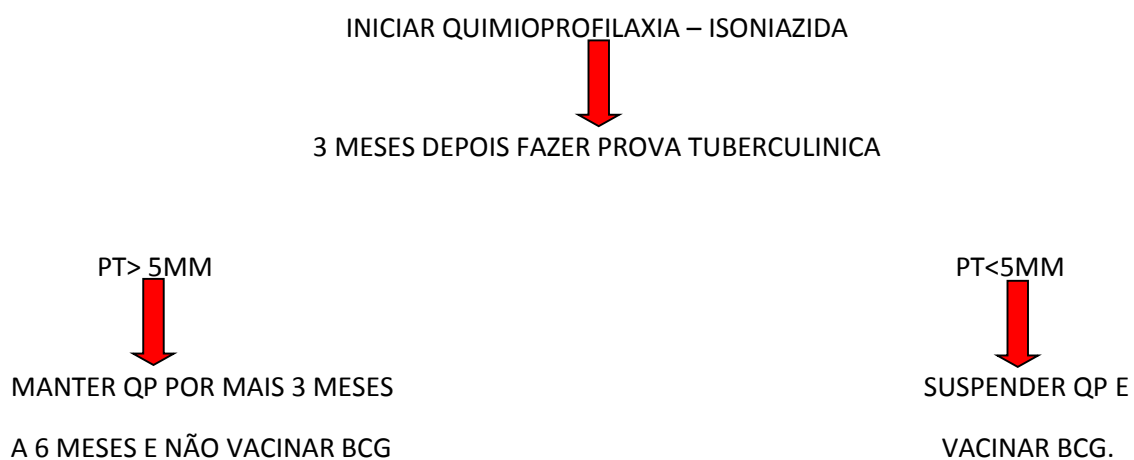 INICIAR QUIMIOPROFILAXIA – ISONIAZIDA
3 MESES DEPOIS FAZER PROVA TUBERCULINICA
PT> 5MM
PT<5MM
MANTER QP POR MAIS 3 MESES
A 6 MESES E NÃO VACINAR BCG
SUSPENDER QP E
VACINAR BCG.